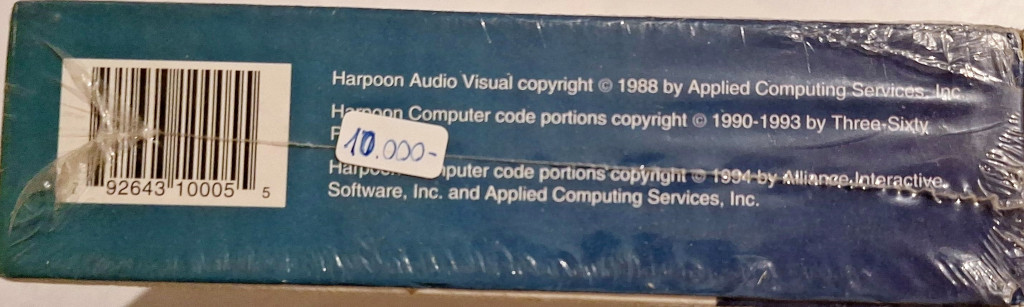 Harpoon Audio Visual copyright © 1988 by Applied Computing Services, Inc.
Computer code portions copyright © 1990-1993 by Three-Sixty
10.000-
code portions copyright © 1994 by Alliance Interactive
Software, Inc. and Applied Computing Services, Inc.
7 92643 10005 5